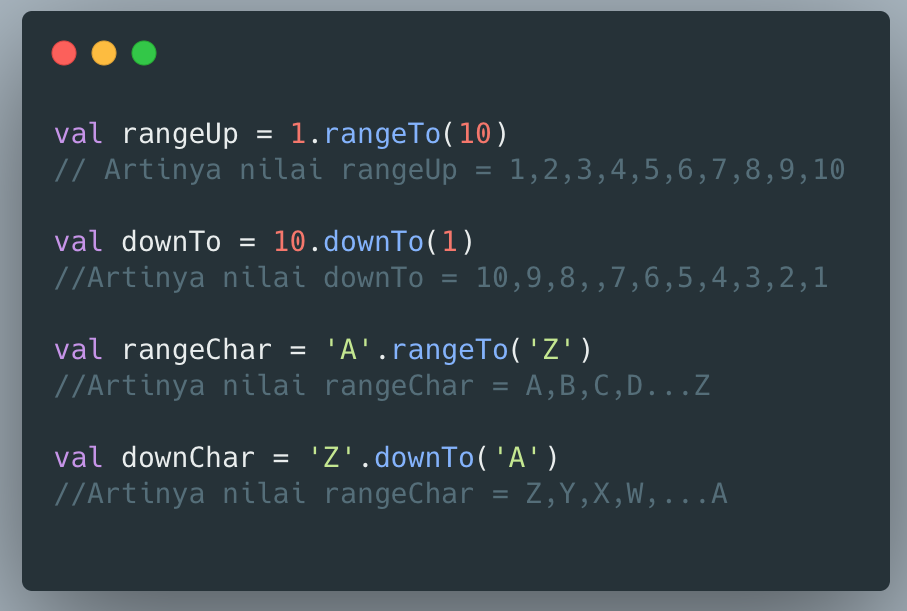 val rangeUp = 1.rangeTo(10)
// Artinya nilai rangeUp = 1,2,3,4,5,6,7,8,9,10
val downTo = 10.downTo(1)
//Artinya nilai downTo = 10,9,8,,7,6,5,4,3,2,1
val rangeChar = 'A'.rangeTo('Z')
//Artinya nilai rangeChar = A,B,C,D...Z
val downChar = 'Z'.downTo('A')
//Artinya nilai rangeChar = Z,Y,X,W,...A